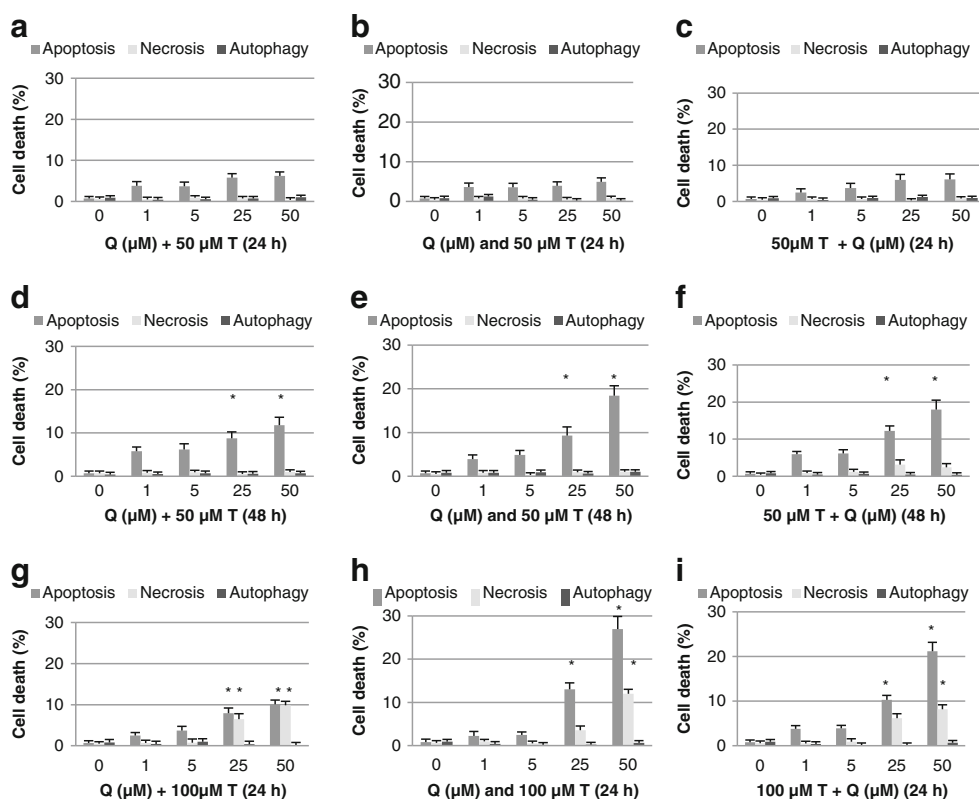 a
Apoptosis Necrosis Autophagy
Cell death (%)
30
20
10
0
0 1 5 25 50
Q (µM) + 50 µM T (24 h)
b
Apoptosis Necrosis Autophagy
Cell death (%)
30
20
10
0
0 1 5 25 50
Q (µM) and 50 µM T (24 h)
c
Apoptosis Necrosis Autophagy
Cell death (%)
30
20
10
0
0 1 5 25 50
50µM T + Q (µM) (24 h)
d
Apoptosis Necrosis Autophagy
Cell death (%)
30
20
10
0
* *
0 1 5 25 50
Q (µM) + 50 µM T (48 h)
e
Apoptosis Necrosis Autophagy
Cell death (%)
30
20
10
0
* *
0 1 5 25 50
Q (µM) and 50 µM T (48 h)
f
Apoptosis Necrosis Autophagy
Cell death (%)
30
20
10
0
* *
0 1 5 25 50
50 µM T + Q (µM) (48 h)
g
Apoptosis Necrosis Autophagy
Cell death (%)
30
20
10
0
* * * *
0 1 5 25 50
Q (µM) + 100µM T (24 h)
h
Apoptosis Necrosis Autophagy
Cell death (%)
30
20
10
0
* * *
0 1 5 25 50
Q (µM) and 100 µM T (24 h)
i
Apoptosis Necrosis Autophagy
Cell death (%)
30
20
10
0
* * *
0 1 5 25 50
100 µM T + Q (µM) (24 h)